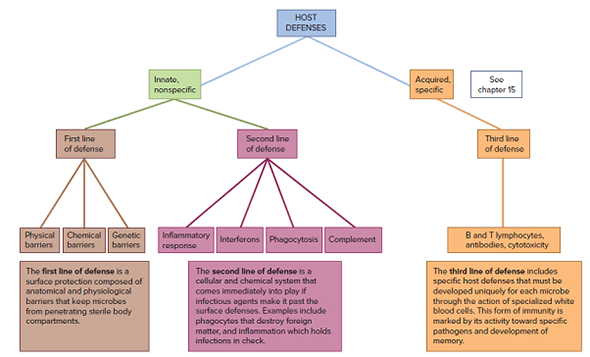 HOST
DEFENSES
Innate,
nonspecific
Acquired,
specific
See
chapter 15
First line
of defense
Second line
of defense
Third line
of defense
Physical
barriers
Chemical
barriers
Genetic
barriers
Inflammatory
response
Interferons
Phagocytosis
Complement
B and T lymphocytes,
antibodies, cytotoxicity
The first line of defense is a
surface protection composed of
anatomical and physiological
barriers that keep microbes
from penetrating sterile body
compartments.
The second line of defense is a
cellular and chemical system that
comes immediately into play if
infectious agents make it past the
surface defenses. Examples include
phagocytes that destroy foreign
matter, and inflammation which holds
infections in check.
The third line of defense includes
specific host defenses that must be
developed uniquely for each microbe
through the action of specialized white
blood cells. This form of immunity is
marked by its activity toward specific
pathogens and development of
memory.